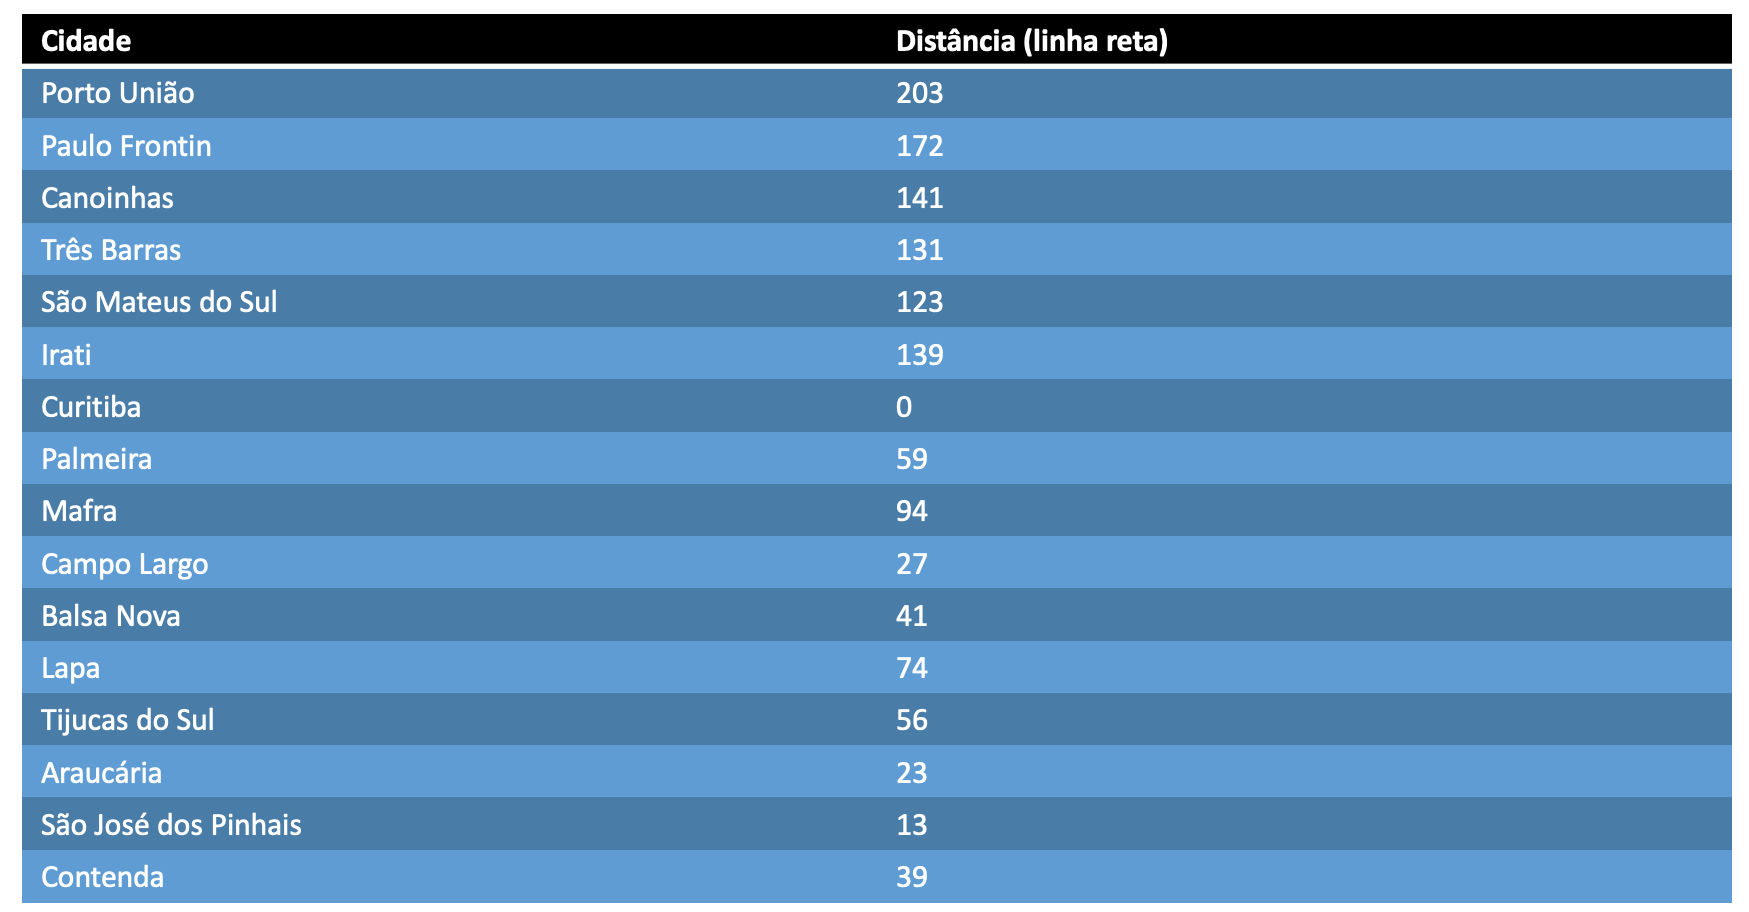 Cidade Distância (linha reta)
Porto União 203
Paulo Frontin 172
Canoinhas 141
Três Barras 131
São Mateus do Sul 123
Irati 139
Curitiba 0
Palmeira 59
Mafra 94
Campo Largo 27
Balsa Nova 41
Lapa 74
Tijucas do Sul 56
Araucária 23
São José dos Pinhais 13
Contenda 39